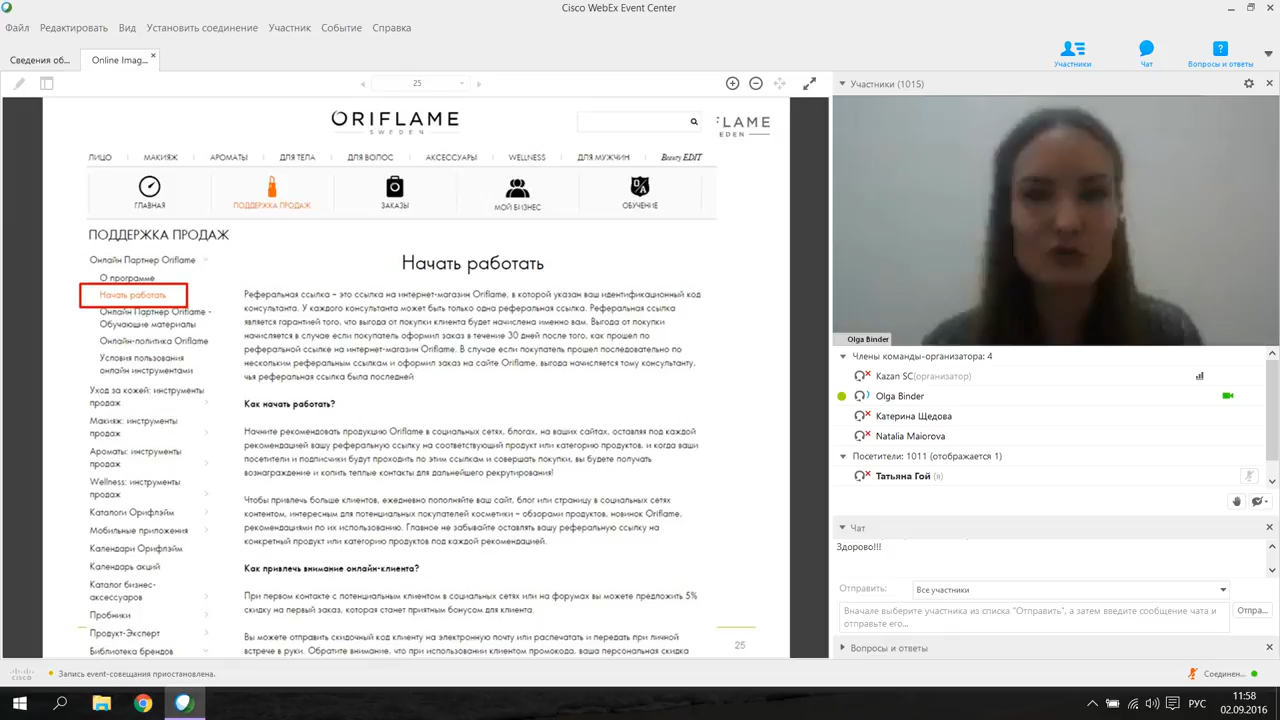 Cisco WebEx Event Center
Файл Редактировать Вид Установить соединение Участник Событие Справка
Сведения об... Online Imag...
Участники Чат Вопросы и ответы
25
Участники (1015)
ORIFLAME
SWEDEN
FLAME
EDEN
ЛИЦО МАКИЯЖ АРОМАТЫ ДЛЯ ТЕЛА ДЛЯ ВОЛОС АКСЕССУАРЫ WELLNESS ДЛЯ МУЖЧИН Beauty EDIT
ГЛАВНАЯ ПОДДЕРЖКА ПРОДАЖ ЗАКАЗЫ МОЙ БИЗНЕС ОБУЧЕНИЕ
ПОДДЕРЖКА ПРОДАЖ
Онлайн Партнер Oriflame
О программе
Начать работать
Онлайн Партнер Oriflame -
Обучающие материалы
Онлайн-политика Oriflame
Условия пользования
онлайн инструментами
Уход за кожей: инструменты
продаж
Макияж: инструменты
продаж
Ароматы: инструменты
продаж
Wellness: инструменты
продаж
Каталоги Орифлэйм
Мобильные приложения
Календари Орифлэйм
Календарь акций
Каталог бизнес-
аксессуаров
Пробники
Продукт-Эксперт
Библиотека брендов
Начать работать
Реферальная ссылка – это ссылка на интернет-магазин Oriflame, в которой указан ваш идентификационный код
консультанта. У каждого консультанта может быть только одна реферальная ссылка. Реферальная ссылка
является гарантией того, что выгода от покупки клиента будет начислена именно вам. Выгода от покупки
начисляется в случае если покупатель оформил заказ в течение 30 дней после того, как прошел по
реферальной ссылке на интернет-магазин Oriflame. В случае если покупатель прошел последовательно по
нескольким реферальным ссылкам и оформил заказ на сайте Oriflame, выгода начисляется тому консультанту,
чья реферальная ссылка была последней
Как начать работать?
Начните рекомендовать продукцию Oriflame в социальных сетях, блогах, на ваших сайтах, оставляя под каждой
рекомендацией вашу реферальную ссылку на соответствующий продукт или категорию продуктов, и когда ваши
посетители и подписчики будут проходить по этим ссылкам и совершать покупки, вы будете получать
вознаграждение и копить теплые контакты для дальнейшего рекрутирования!
Чтобы привлечь больше клиентов, ежедневно пополняйте ваш сайт, блог или страницу в социальных сетях
контентом, интересным для потенциальных покупателей косметики – обзорами продуктов, новинок Oriflame,
рекомендациями по их использованию. Главное не забывайте оставлять вашу реферальную ссылку на
конкретный продукт или категорию продуктов под каждой рекомендацией.
Как привлечь внимание онлайн-клиента?
При первом контакте с потенциальным клиентом в социальных сетях или на форумах вы можете предложить 5%
скидку на первый заказ, которая станет приятным бонусом для клиента.
Вы можете отправить скидочный код клиенту на электронную почту или распечатать и передать при личной
встрече в руки. Обратите внимание, что при использовании клиентом промокода, ваша персональная скидка
25
Olga Binder
Члены команды-организатора: 4
Kazan SC(организатор)
Olga Binder
Катерина Щедова
Natalia Maiorova
Посетители: 1011 (отображается 1)
Татьяна Гой (я)
Чат
Здорово!!!
Отправить: Все участники
Вначале выберите участника из списка "Отправить", а затем введите сообщение чата и
отправьте его...
Отпра...
Вопросы и ответы
cisco
Запись event-совещания приостановлена.
Соединен...
РУС
11:58
02.09.2016